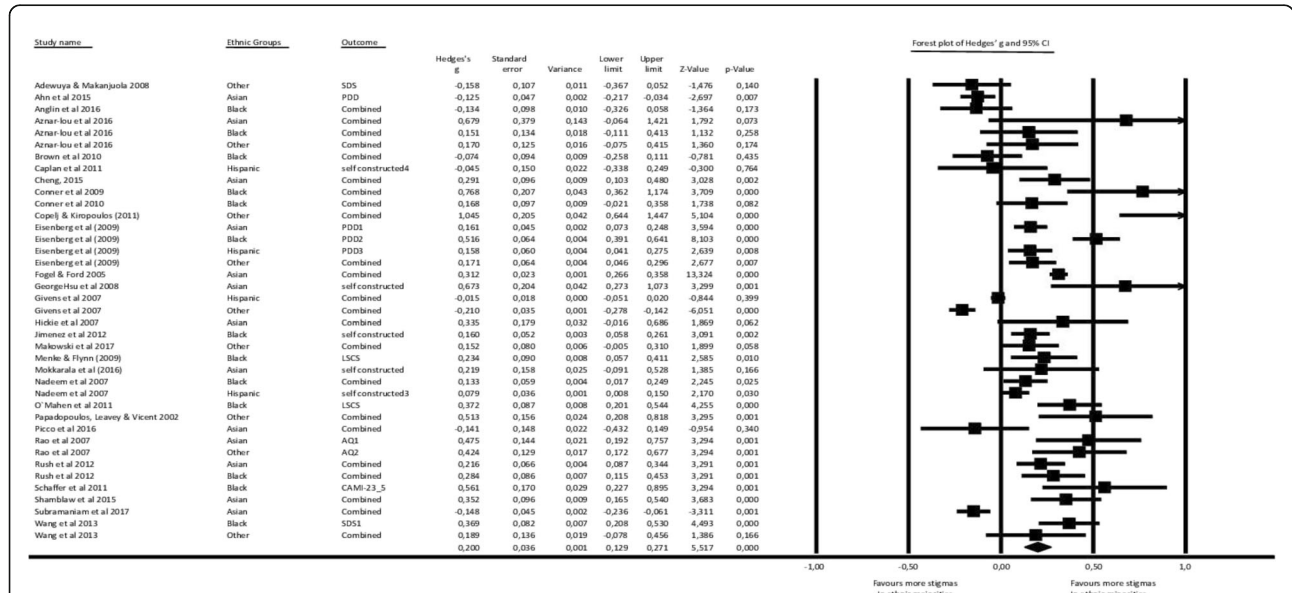 Study name Ethnic Groups Outcome Forest plot of Hedges' g and 95% CI
Hedges's Standard Lower Upper
g error Variance limit limit Z-Value p-Value
Adewuya & Makanjuola 2008 Other SDS -0,158 0,107 0,011 -0,367 0,052 -1,476 0,140
Ahn et al 2015 Asian PDD -0,125 0,047 0,002 -0,217 -0,034 -2,697 0,007
Anglin et al 2016 Black Combined -0,134 0,098 0,010 -0,326 0,058 -1,364 0,173
Aznar-lou et al 2016 Asian Combined 0,679 0,379 0,143 -0,064 1,421 1,792 0,073
Aznar-lou et al 2016 Black Combined 0,151 0,134 0,018 -0,111 0,413 1,132 0,258
Aznar-lou et al 2016 Other Combined 0,170 0,125 0,016 -0,075 0,415 1,360 0,174
Brown et al 2010 Black Combined -0,074 0,094 0,009 -0,258 0,111 -0,781 0,435
Caplan et al 2011 Hispanic self constructed4 -0,045 0,150 0,022 -0,338 0,249 -0,300 0,764
Cheng, 2015 Asian Combined 0,291 0,096 0,009 0,103 0,480 3,028 0,002
Conner et al 2009 Black Combined 0,768 0,207 0,043 0,362 1,174 3,709 0,000
Conner et al 2010 Black Combined 0,168 0,097 0,009 -0,021 0,358 1,738 0,082
Copelj & Kiropoulos (2011) Other Combined 1,045 0,205 0,042 0,644 1,447 5,104 0,000
Eisenberg et al (2009) Asian PDD1 0,161 0,045 0,002 0,073 0,248 3,594 0,000
Eisenberg et al (2009) Black PDD2 0,516 0,064 0,004 0,391 0,641 8,103 0,000
Eisenberg et al (2009) Hispanic PDD3 0,158 0,060 0,004 0,041 0,275 2,639 0,008
Eisenberg et al (2009) Other Combined 0,171 0,064 0,004 0,046 0,296 2,677 0,007
Fogel & Ford 2005 Asian Combined 0,312 0,023 0,001 0,266 0,358 13,324 0,000
GeorgeHsu et al 2008 Asian self constructed 0,673 0,204 0,042 0,273 1,073 3,299 0,001
Givens et al 2007 Hispanic Combined -0,015 0,018 0,000 -0,051 0,020 -0,844 0,399
Givens et al 2007 Other Combined -0,210 0,035 0,001 -0,278 -0,142 -6,051 0,000
Hickie et al 2007 Asian Combined 0,335 0,179 0,032 -0,016 0,686 1,869 0,062
Jimenez et al 2012 Black self constructed 0,160 0,052 0,003 0,058 0,261 3,091 0,002
Makowski et al 2017 Other Combined 0,152 0,080 0,006 -0,005 0,310 1,899 0,058
Menke & Flynn (2009) Black LSCS 0,234 0,090 0,008 0,057 0,411 2,585 0,010
Mokkarala et al (2016) Asian self constructed 0,219 0,158 0,025 -0,091 0,528 1,385 0,166
Nadeem et al 2007 Black Combined 0,133 0,059 0,004 0,017 0,249 2,245 0,025
Nadeem et al 2007 Hispanic self constructed3 0,079 0,036 0,001 0,008 0,150 2,170 0,030
O`Mahen et al 2011 Black LSCS 0,372 0,087 0,008 0,201 0,544 4,255 0,000
Papadopoulos, Leavey & Vicent 2002 Other Combined 0,513 0,156 0,024 0,208 0,818 3,295 0,001
Picco et al 2016 Asian Combined -0,141 0,148 0,022 -0,432 0,149 -0,954 0,340
Rao et al 2007 Asian AQ1 0,475 0,144 0,021 0,192 0,757 3,294 0,001
Rao et al 2007 Other AQ2 0,424 0,129 0,017 0,172 0,677 3,294 0,001
Rush et al 2012 Asian Combined 0,216 0,066 0,004 0,087 0,344 3,291 0,001
Rush et al 2012 Black Combined 0,284 0,086 0,007 0,115 0,453 3,291 0,001
Schaffer et al 2011 Black CAMI-23_5 0,561 0,170 0,029 0,227 0,895 3,294 0,001
Shamblaw et al 2015 Asian Combined 0,352 0,096 0,009 0,165 0,540 3,683 0,000
Subramaniam et al 2017 Asian Combined -0,148 0,045 0,002 -0,236 -0,061 -3,311 0,001
Wang et al 2013 Black SDS1 0,369 0,082 0,007 0,208 0,530 4,493 0,000
Wang et al 2013 Other Combined 0,189 0,136 0,019 -0,078 0,456 1,386 0,166
0,200 0,036 0,001 0,129 0,271 5,517 0,000
-1,00 -0,50 0,00 0,50 1,0
Favours more stigmas Favours more stigmas